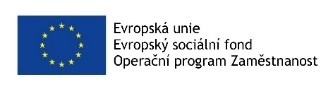 Evropská unie
Evropský sociální fond
Operační program Zaměstnanost